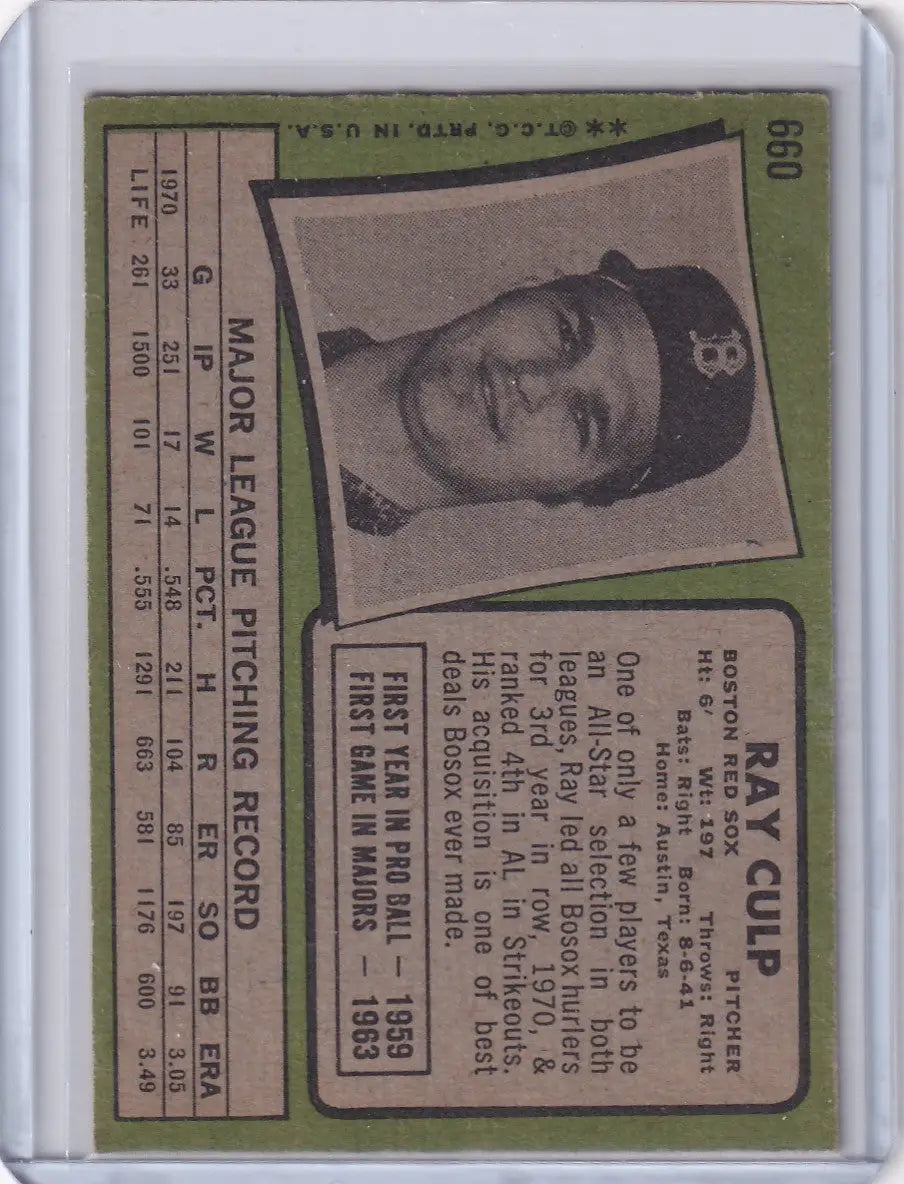 660
**©T.C.G. PRTD. IN U.S.A.
B
RAY CULP
BOSTON RED SOX PITCHER
Ht: 6' Wt: 197 Throws: Right
Bats: Right Born: 8-6-41
Home: Austin, Texas
One of only a few players to be
an All-Star selection in both
leagues, Ray led all Bosox hurlers
for 3rd year in row, 1970, &
ranked 4th in AL in Strikeouts.
His acquisition is one of best
deals Bosox ever made.
FIRST YEAR IN PRO BALL — 1959
FIRST GAME IN MAJORS — 1963
MAJOR LEAGUE PITCHING RECORD
G IP W L PCT. H R ER SO BB ERA
1970 33 251 17 14 .548 211 104 85 197 91 3.05
LIFE 261 1500 101 71 .555 1291 663 581 1176 600 3.49